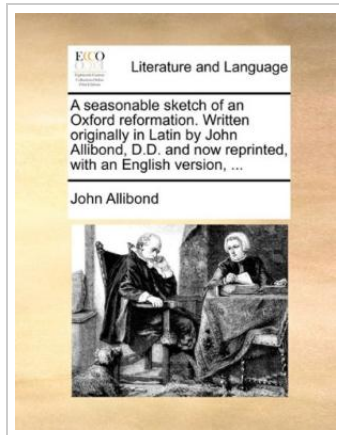 ECCO
Literature and Language
A seasonable sketch of an
Oxford reformation. Written
originally in Latin by John
Allibond, D.D. and now reprinted,
with an English version, ...
John Allibond